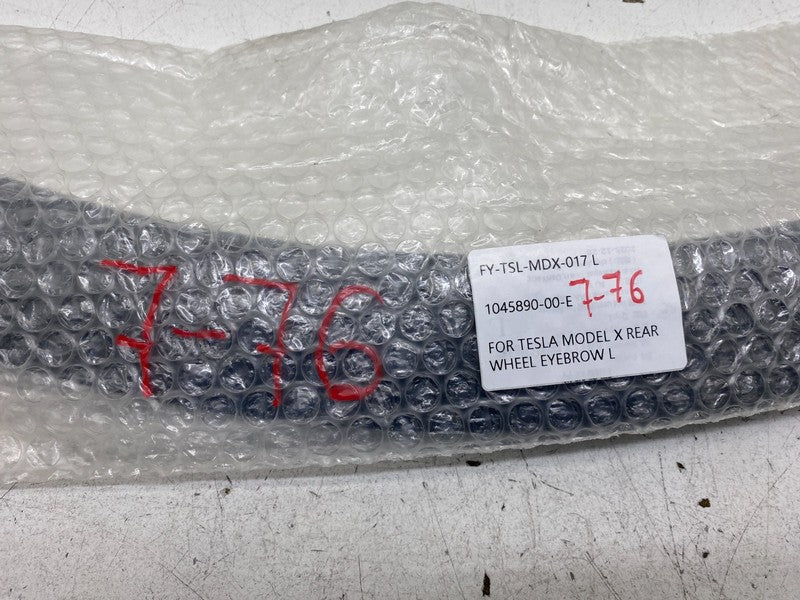 7-76
FY-TSL-MDX-017 L
1045890-00-E 7-76
FOR TESLA MODEL X REAR
WHEEL EYEBROW L